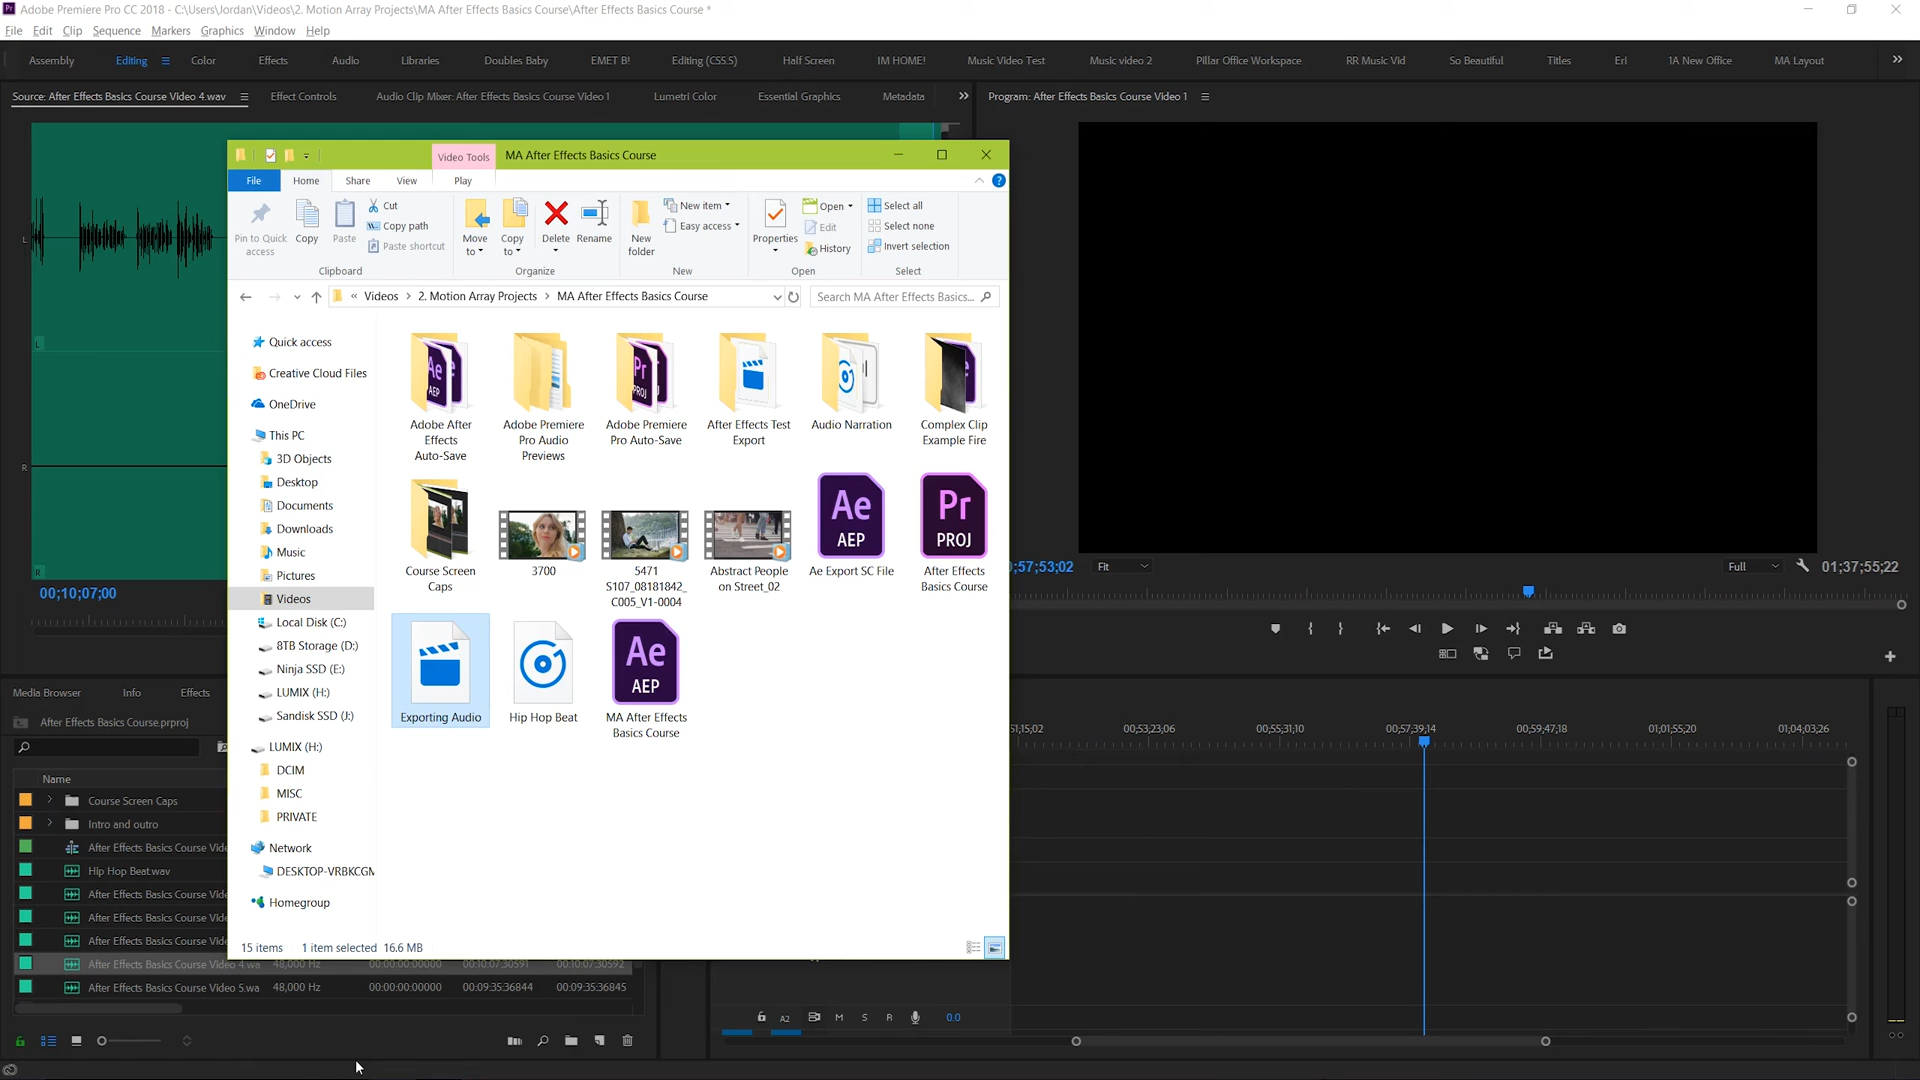 Adobe Premiere Pro CC 2018 - C:\Users\Jordan\Videos\2. Motion Array Projects\MA After Effects Basics Course\After Effects Basics Course *
File Edit Clip Sequence Markers Graphics Window Help
Assembly Editing Color Effects Audio Libraries Doubles Baby EMET B! Editing (CS5.5) Half Screen IM HOME! Music Video Test Music video 2 Pillar Office Workspace RR Music Vid So Beautiful Titles Erl 1A New Office MA Layout
Source: After Effects Basics Course Video 4.wav Effect Controls Audio Clip Mixer: After Effects Basics Course Video 1 Lumetri Color Essential Graphics Metadata Program: After Effects Basics Course Video 1
Video Tools MA After Effects Basics Course
File Home Share View Play
Pin to Quick access
Copy
Paste
Cut
Copy path
Paste shortcut
Clipboard
Move to
Copy to
Delete
Rename
Organize
New folder
New item
Easy access
New
Properties
Open
Edit
History
Open
Select all
Select none
Invert selection
Select
« Videos > 2. Motion Array Projects > MA After Effects Basics Course
Search MA After Effects Basics...
Quick access
Creative Cloud Files
OneDrive
This PC
3D Objects
Desktop
Documents
Downloads
Music
Pictures
Videos
Local Disk (C:)
8TB Storage (D:)
Ninja SSD (E:)
LUMIX (H:)
Sandisk SSD (J:)
LUMIX (H:)
DCIM
MISC
PRIVATE
Network
DESKTOP-VRBKCGM
Homegroup
Ae AEP
Adobe After Effects Auto-Save
Adobe Premiere Pro Audio Previews
Pr PROJ
Adobe Premiere Pro Auto-Save
After Effects Test Export
Audio Narration
Complex Clip Example Fire
Course Screen Caps
3700
5471 S107_08181842_C005_V1-0004
Abstract People on Street_02
Ae AEP
Ae Export SC File
Pr PROJ
After Effects Basics Course
Exporting Audio
Hip Hop Beat
Ae AEP
MA After Effects Basics Course
15 items 1 item selected 16.6 MB
L
L
R
R
00;10;07;00
;57;53;02 Fit Full 01;37;55;22
Media Browser Info Effects
After Effects Basics Course.prproj
Name
Course Screen Caps
Intro and outro
After Effects Basics Course Vide
Hip Hop Beat.wav
After Effects Basics Course Vide
After Effects Basics Course Vide
After Effects Basics Course Vide
After Effects Basics Course Video 4.wa 48,000 Hz 00:00:00:00000 00:10:07:30591 00:10:07:30592
After Effects Basics Course Video 5.wa 48,000 Hz 00:00:00:00000 00:09:35:36844 00:09:35:36845
51;15;02 00;53;23;06 00;55;31;10 00;57;39;14 00;59;47;18 01;01;55;20 01;04;03;26
A2 M S R 0.0